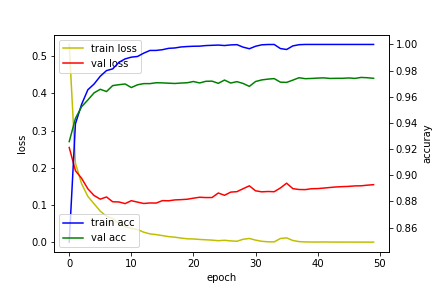 train loss
val loss
train acc
val acc
0.5
0.4
0.3
0.2
0.1
0.0
loss
0
10
20
30
40
50
epoch
1.00
0.98
0.96
0.94
0.92
0.90
0.88
0.86
accuray